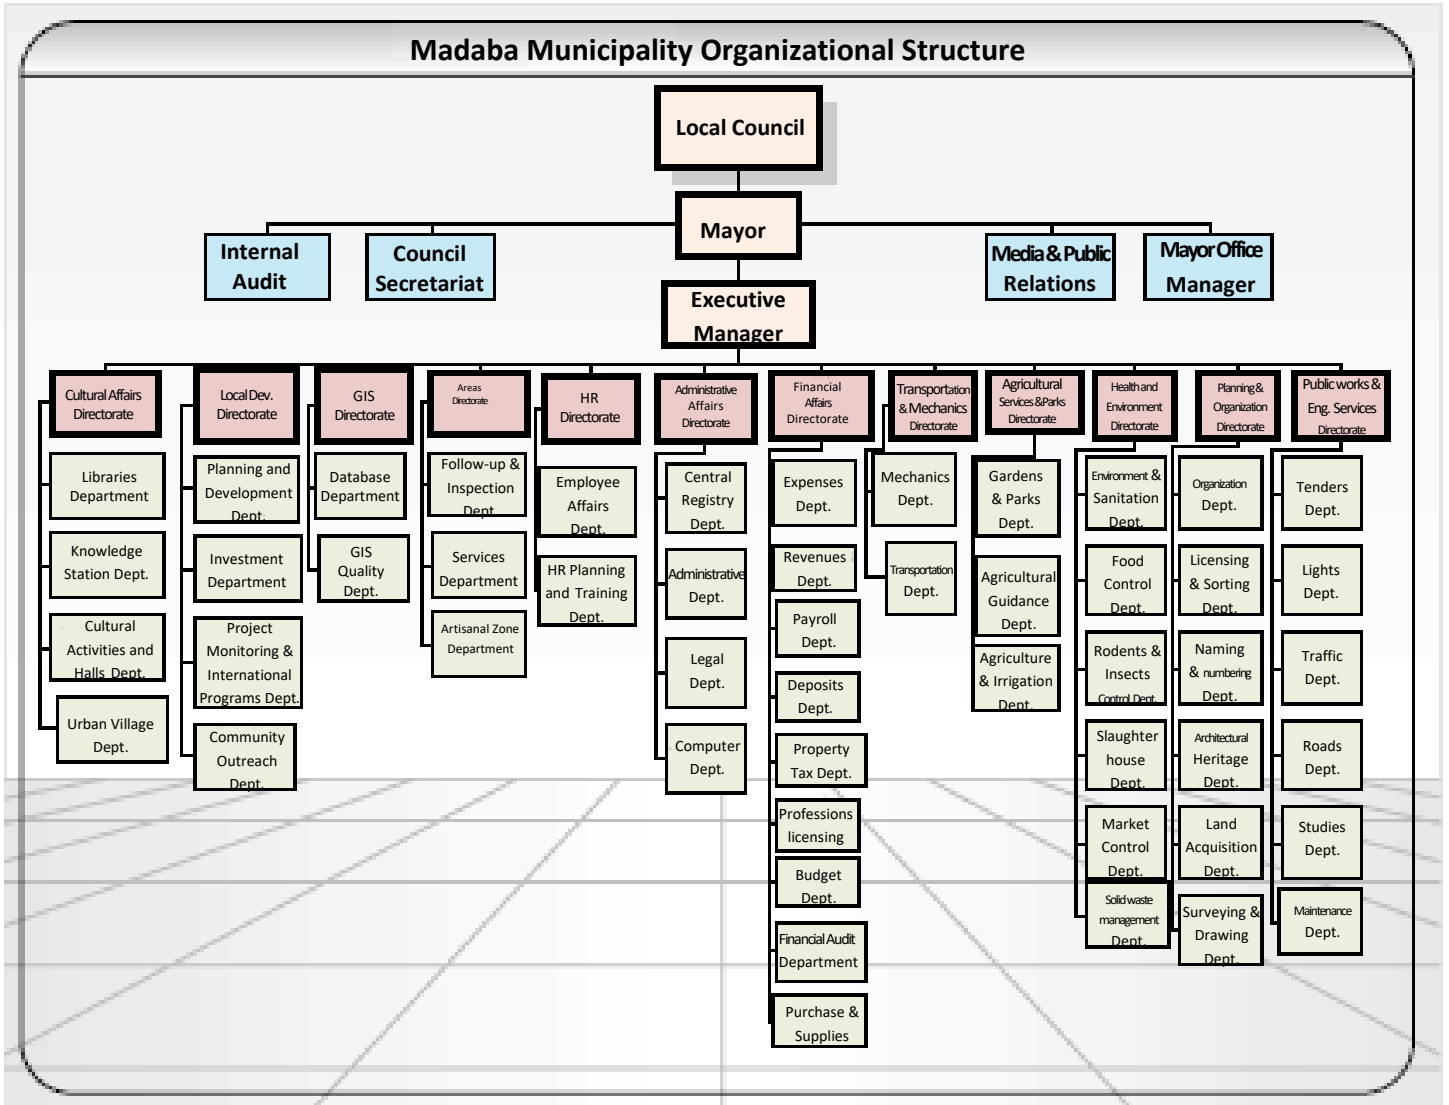 Madaba Municipality Organizational Structure
Local Council
Mayor
Internal
Audit
Council
Secretariat
Media & Public
Relations
Mayor Office
Manager
Executive
Manager
Cultural Affairs
Directorate
Local Dev.
Directorate
GIS
Directorate
Areas
Directorate
HR
Directorate
Administrative
Affairs
Directorate
Financial
Affairs
Directorate
Transportation
& Mechanics
Directorate
Agricultural
Services & Parks
Directorate
Health and
Environment
Directorate
Planning &
Organization
Directorate
Public works &
Eng. Services
Directorate
Libraries
Department
Knowledge
Station Dept.
Cultural
Activities and
Halls Dept.
Urban Village
Dept.
Planning and
Development
Dept.
Investment
Department
Project
Monitoring &
International
Programs Dept.
Community
Outreach
Dept.
Database
Department
GIS
Quality
Dept.
Follow-up &
Inspection
Dept
Services
Department
Artisanal Zone
Department
Employee
Affairs
Dept.
HR Planning
and Training
Dept.
Central
Registry
Dept.
Administrative
Dept.
Legal
Dept.
Computer
Dept.
Expenses
Dept.
Revenues
Dept.
Payroll
Dept.
Deposits
Dept.
Property
Tax Dept.
Professions
licensing
Budget
Dept.
Financial Audit
Department
Purchase &
Supplies
Mechanics
Dept.
Transportation
Dept.
Gardens
& Parks
Dept.
Agricultural
Guidance
Dept.
Agriculture
& Irrigation
Dept.
Environment &
Sanitation
Dept.
Food
Control
Dept.
Rodents &
Insects
Control Dept.
Slaughter
house
Dept.
Market
Control
Dept.
Solid waste
management
Dept.
Organization
Dept.
Licensing
& Sorting
Dept.
Naming
& numbering
Dept.
Architectural
Heritage
Dept.
Land
Acquisition
Dept.
Surveying &
Drawing
Dept.
Tenders
Dept.
Lights
Dept.
Traffic
Dept.
Roads
Dept.
Studies
Dept.
Maintenance
Dept.